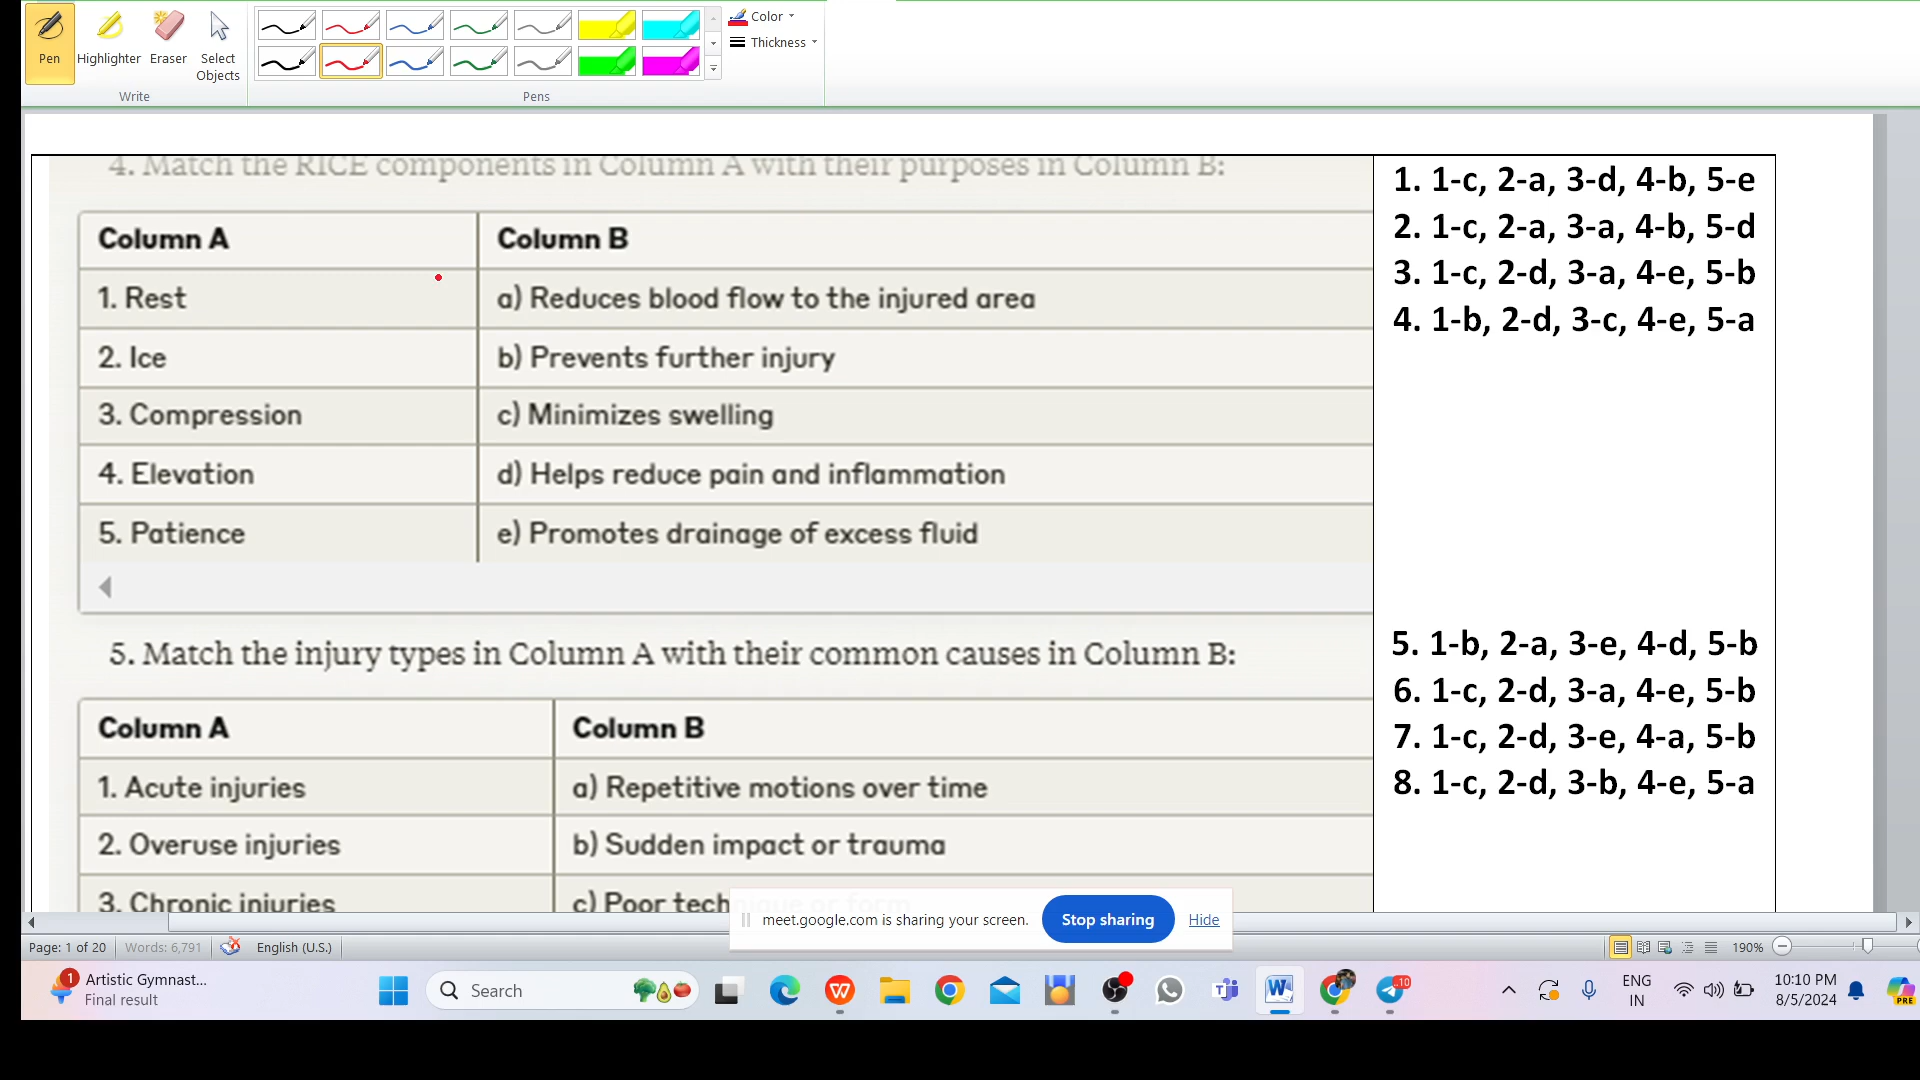 Pen
Highlighter
Eraser
Select
Objects
Write
Pens
Color
Thickness
4. Match the RICE components in Column A with their purposes in Column B:
Column A Column B
1. Rest a) Reduces blood flow to the injured area
2. Ice b) Prevents further injury
3. Compression c) Minimizes swelling
4. Elevation d) Helps reduce pain and inflammation
5. Patience e) Promotes drainage of excess fluid
5. Match the injury types in Column A with their common causes in Column B:
Column A Column B
1. Acute injuries a) Repetitive motions over time
2. Overuse injuries b) Sudden impact or trauma
3. Chronic injuries c) Poor technique or form
1. 1-c, 2-a, 3-d, 4-b, 5-e
2. 1-c, 2-a, 3-a, 4-b, 5-d
3. 1-c, 2-d, 3-a, 4-e, 5-b
4. 1-b, 2-d, 3-c, 4-e, 5-a
5. 1-b, 2-a, 3-e, 4-d, 5-b
6. 1-c, 2-d, 3-a, 4-e, 5-b
7. 1-c, 2-d, 3-e, 4-a, 5-b
8. 1-c, 2-d, 3-b, 4-e, 5-a
meet.google.com is sharing your screen. Stop sharing Hide
Page: 1 of 20 Words: 6,791 English (U.S.) 190%
1
Artistic Gymnast...
Final result
Search
10
ENG
IN
10:10 PM
8/5/2024
PRE